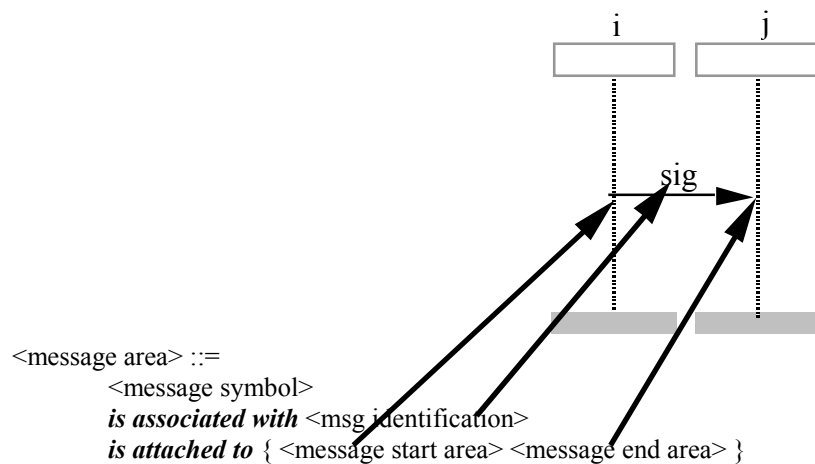 i j
sig
<message area> ::=
<message symbol>
is associated with <msg identification>
is attached to { <message start area> <message end area> }